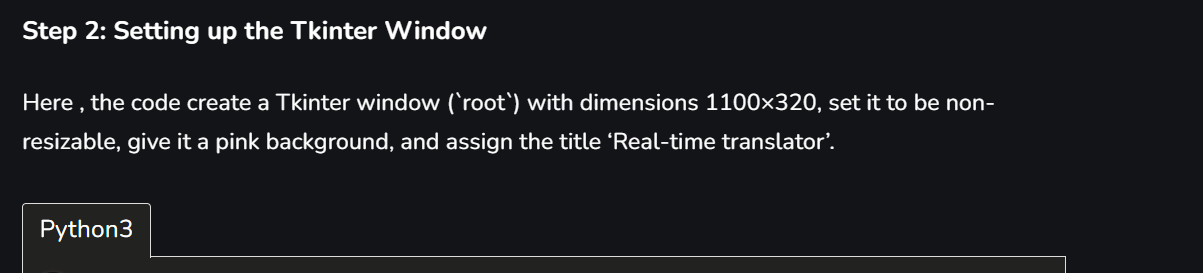 Step 2: Setting up the Tkinter Window
Here , the code create a Tkinter window (`root`) with dimensions 1100×320, set it to be non-
resizable, give it a pink background, and assign the title ‘Real-time translator’.
Python3